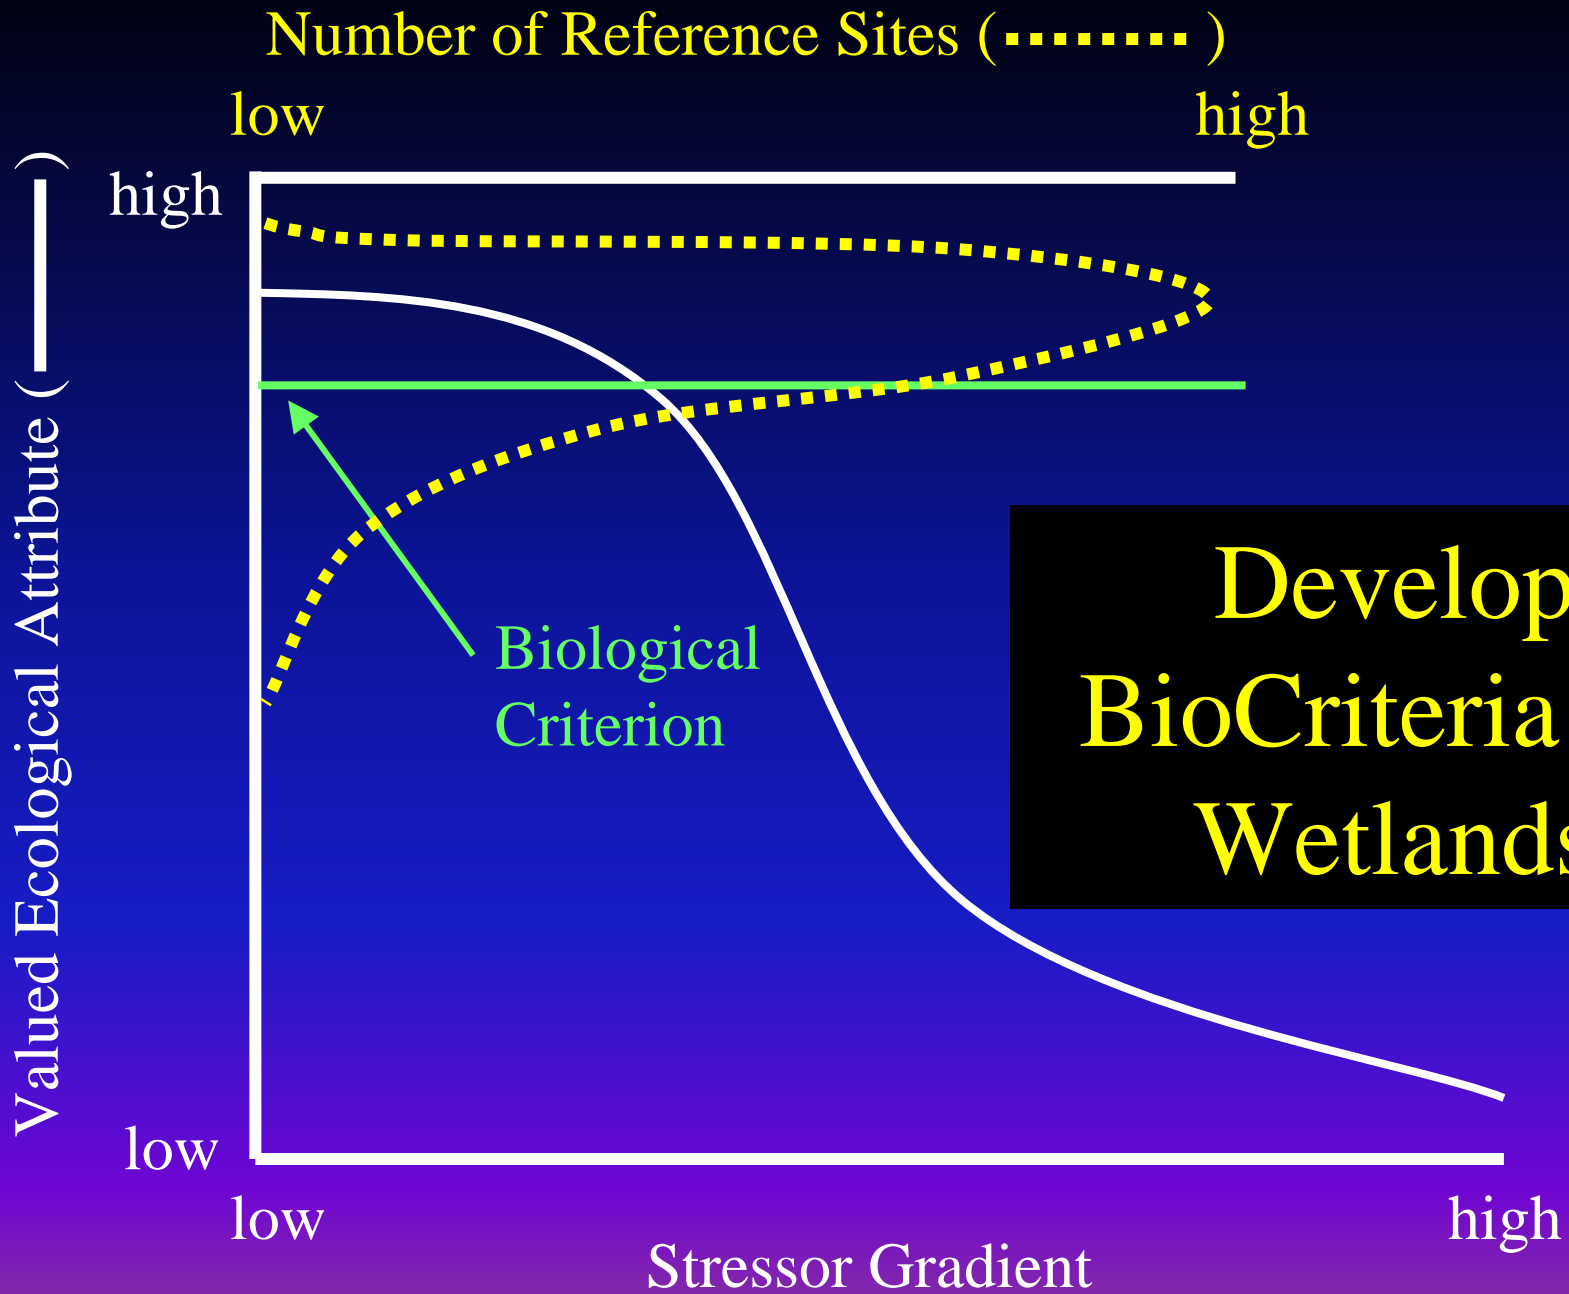 Number of Reference Sites ( )
low high
high
Valued Ecological Attribute ( )
Biological
Criterion
Develop
BioCriteria
Wetlands
low
low high
Stressor Gradient